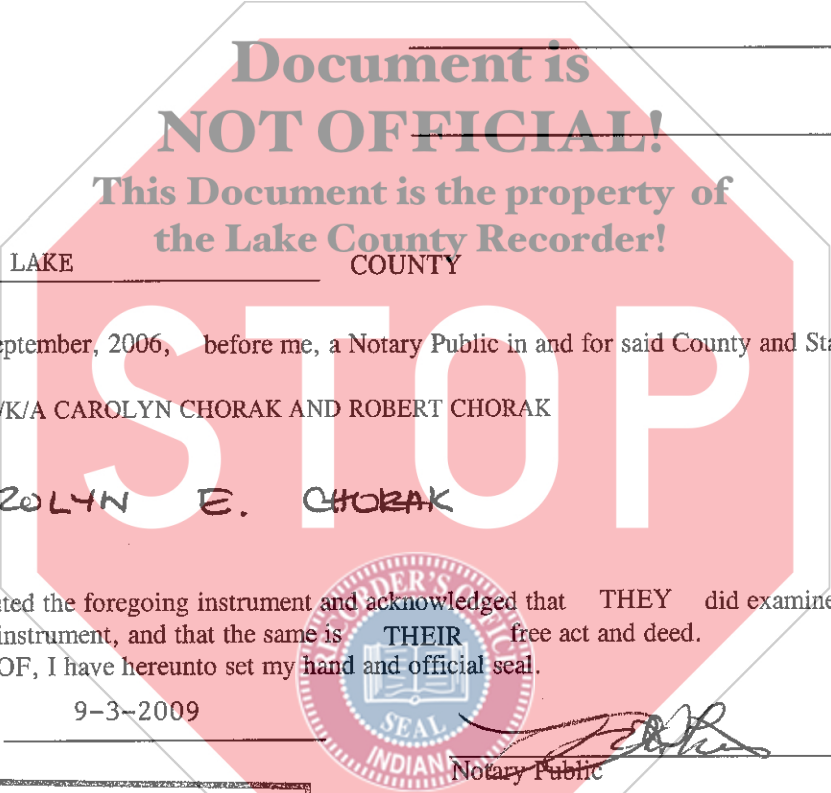 Document is
NOT OFFICIAL!
This Document is the property of
the Lake County Recorder!
LAKE COUNTY
eptember, 2006, before me, a Notary Public in and for said County and Sta
/K/A CAROLYN CHORAK AND ROBERT CHORAK
STOP
ROLYN E. CHORAK
ted the foregoing instrument and acknowledged that THEY did examine
instrument, and that the same is THEIR free act and deed.
OF, I have hereunto set my hand and official seal.
RECORDER'S OFFIC
SEAL
INDIANA
9-3-2009
Notary Public